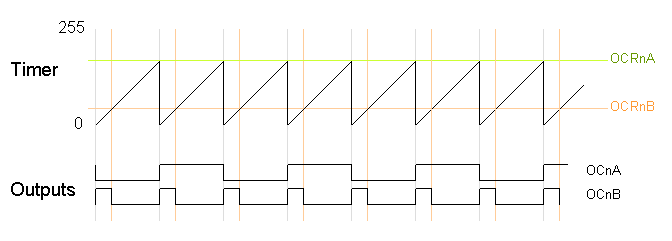 255
OCRnA
Timer
OCRnB
0
OCnA
Outputs
OCnB